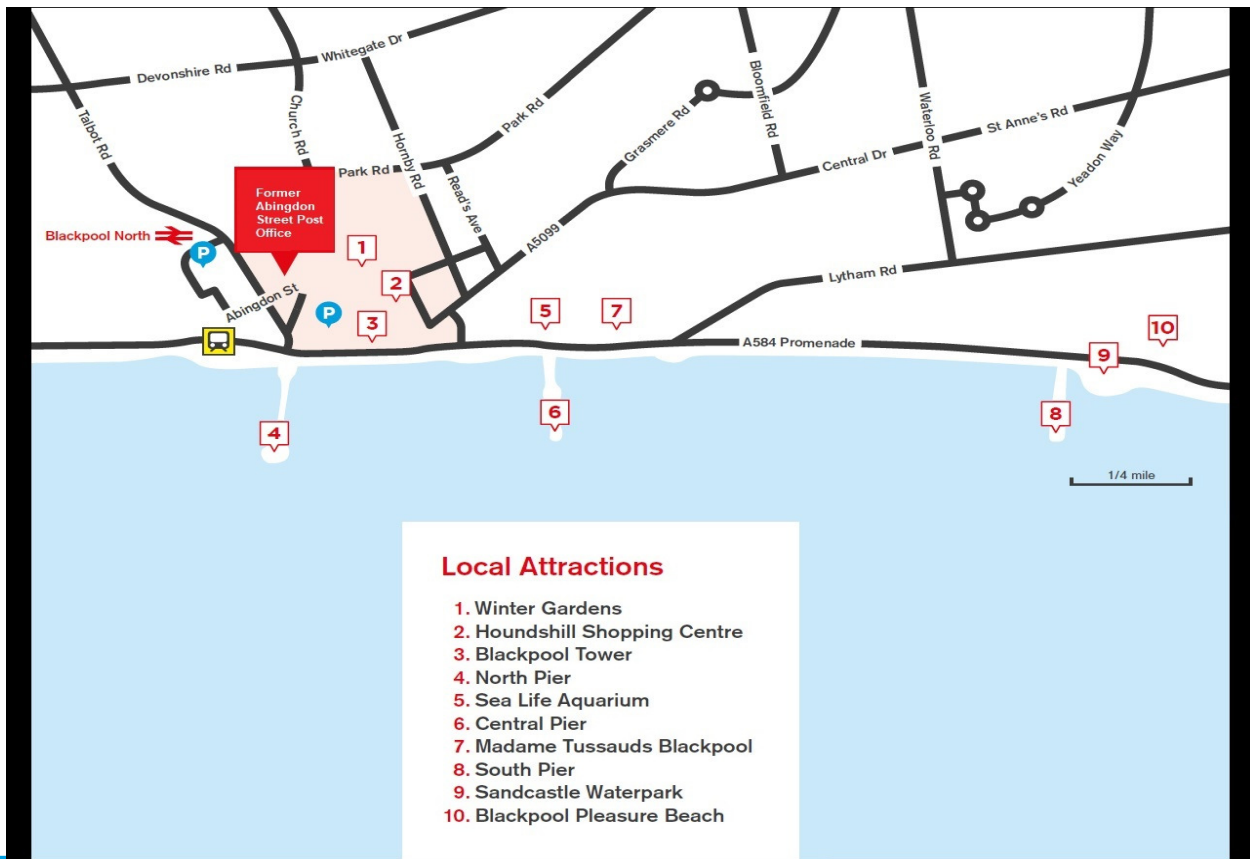 Devonshire Rd
Whitegate Dr
Talbot Rd
Church Rd
Hornby Rd
Park Rd
Park Rd
Read's Ave
Grasmere Rd
Bloomfield Rd
Central Dr
Waterloo Rd
St Anne's Rd
Yeadon Way
A5099
Lytham Rd
Former
Abingdon
Street Post
Office
Blackpool North
P
Abingdon St
P
1
2
3
4
5
6
7
8
9
10
A584 Promenade
1/4 mile
Local Attractions
1. Winter Gardens
2. Houndshill Shopping Centre
3. Blackpool Tower
4. North Pier
5. Sea Life Aquarium
6. Central Pier
7. Madame Tussauds Blackpool
8. South Pier
9. Sandcastle Waterpark
10. Blackpool Pleasure Beach